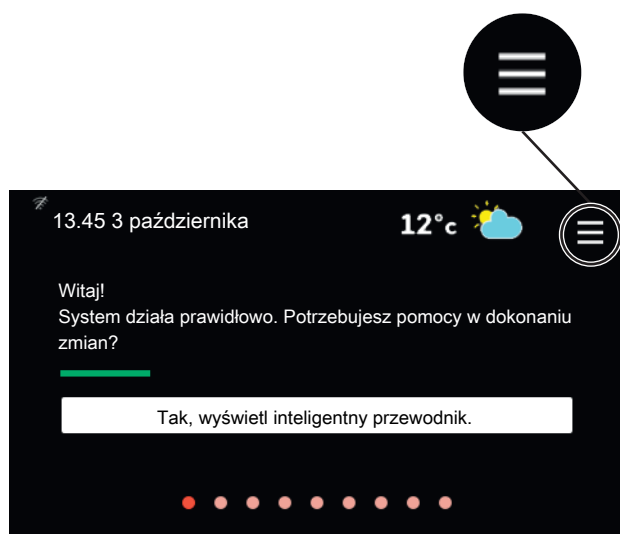 13.45 3 października
12°c
Witaj!
System działa prawidłowo. Potrzebujesz pomocy w dokonaniu
zmian?
Tak, wyświetl inteligentny przewodnik.